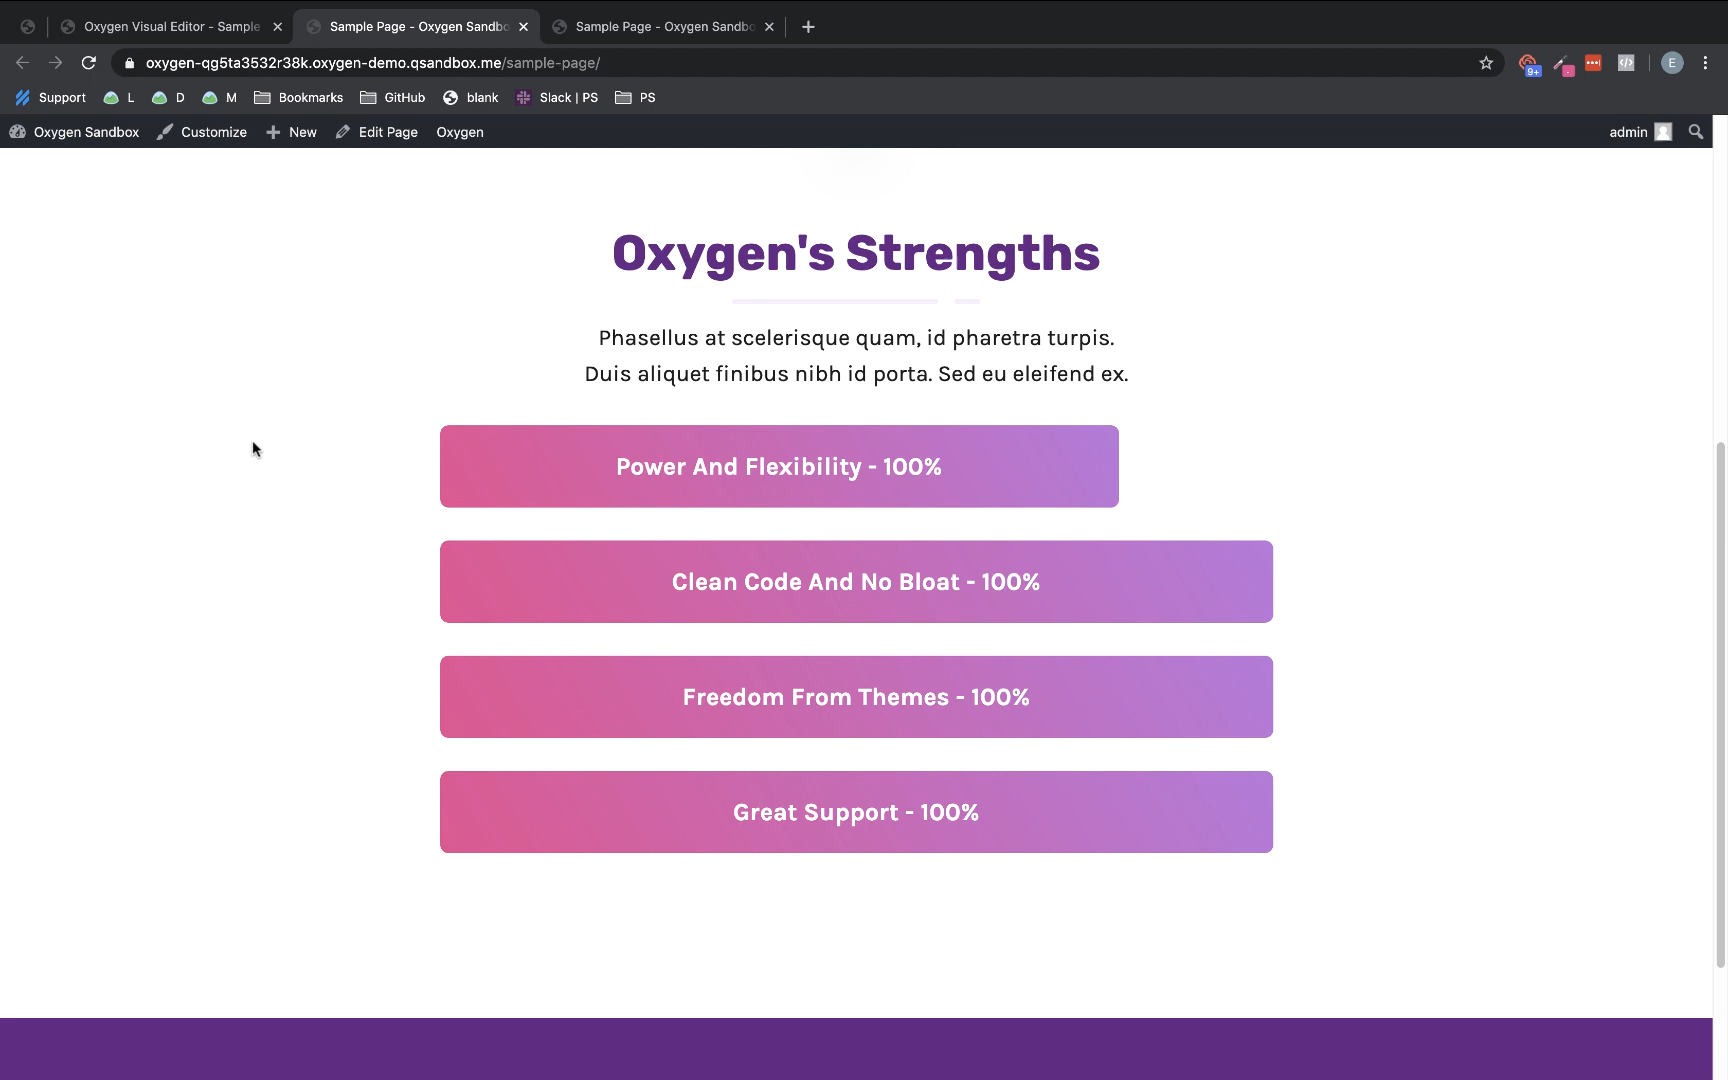 Oxygen Visual Editor - Sample
Sample Page - Oxygen Sandbo
Sample Page - Oxygen Sandbo
oxygen-qg5ta3532r38k.oxygen-demo.qsandbox.me/sample-page/
9+
E
Support
L
D
M
Bookmarks
GitHub
blank
Slack | PS
PS
Oxygen Sandbox
Customize
New
Edit Page
Oxygen
admin
Oxygen's Strengths
Phasellus at scelerisque quam, id pharetra turpis.
Duis aliquet finibus nibh id porta. Sed eu eleifend ex.
Power And Flexibility - 100%
Clean Code And No Bloat - 100%
Freedom From Themes - 100%
Great Support - 100%